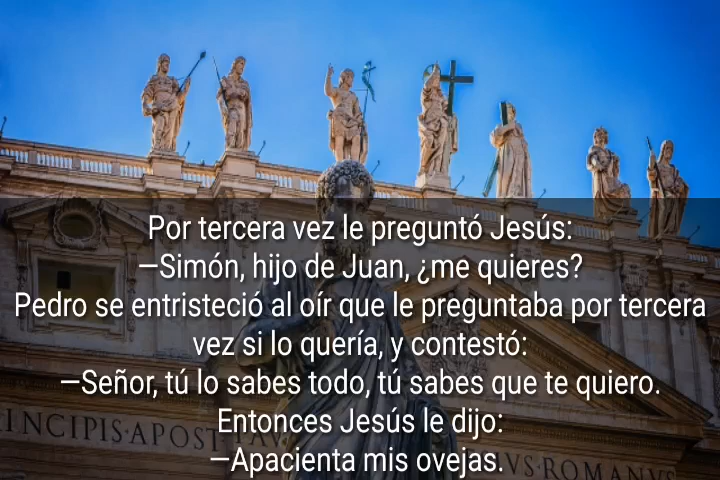 Por tercera vez le preguntó Jesús:
—Simón, hijo de Juan, ¿me quieres?
Pedro se entristeció al oír que le preguntaba por tercera
vez si lo quería, y contestó:
—Señor, tú lo sabes todo, tú sabes que te quiero.
Entonces Jesús le dijo:
—Apacienta mis ovejas.
INCIPIS·APOST
VS·ROMANVS